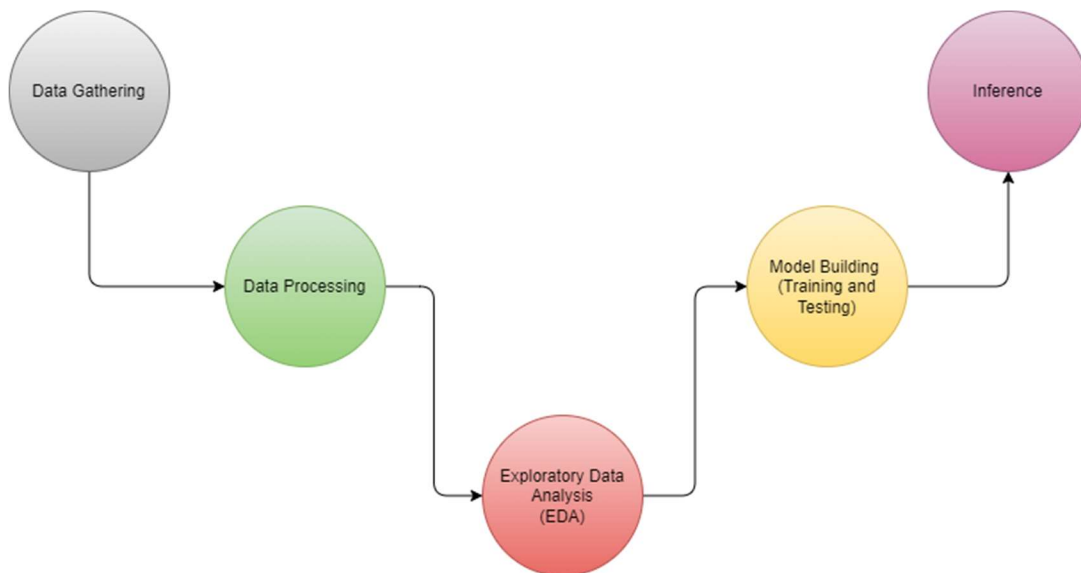 Data Gathering
Data Processing
Exploratory Data
Analysis
(EDA)
Model Building
(Training and
Testing)
Inference